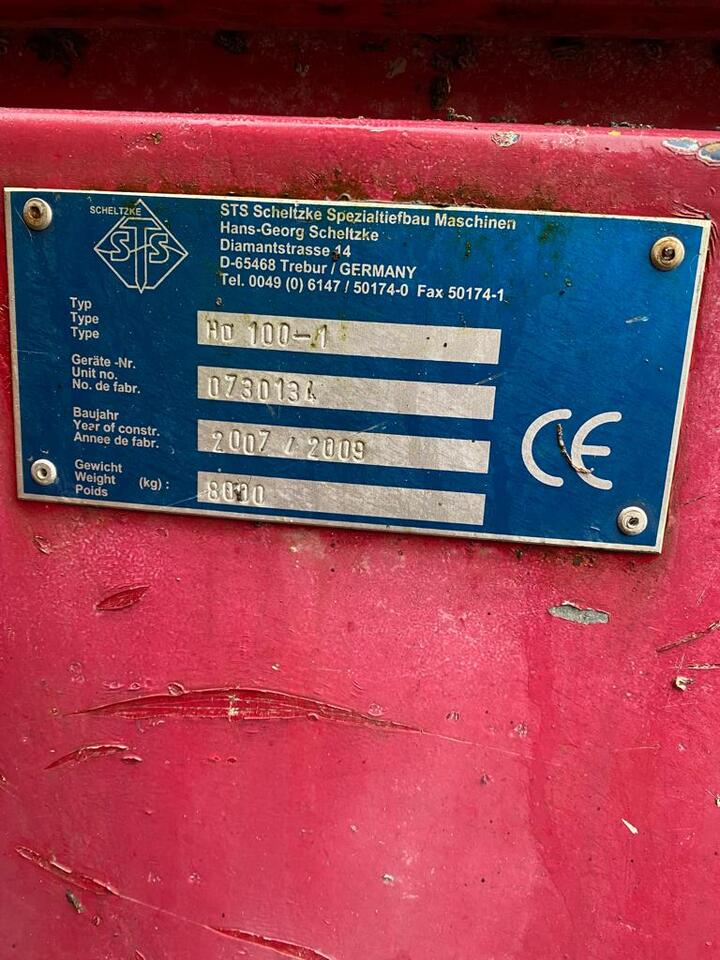 SCHELTZKE
STS
STS Scheltzke Spezialtiefbau Maschinen
Hans-Georg Scheltzke
Diamantstrasse 14
D-65468 Trebur / GERMANY
Tel. 0049 (0) 6147 / 50174-0 Fax 50174-1
Typ
Type
Type
Ha 100-1
Geräte -Nr.
Unit no.
No. de fabr.
0730134
Baujahr
Year of constr.
Annee de fabr.
2007 / 2009
Gewicht
Weight (kg) :
Poids
8000
CE